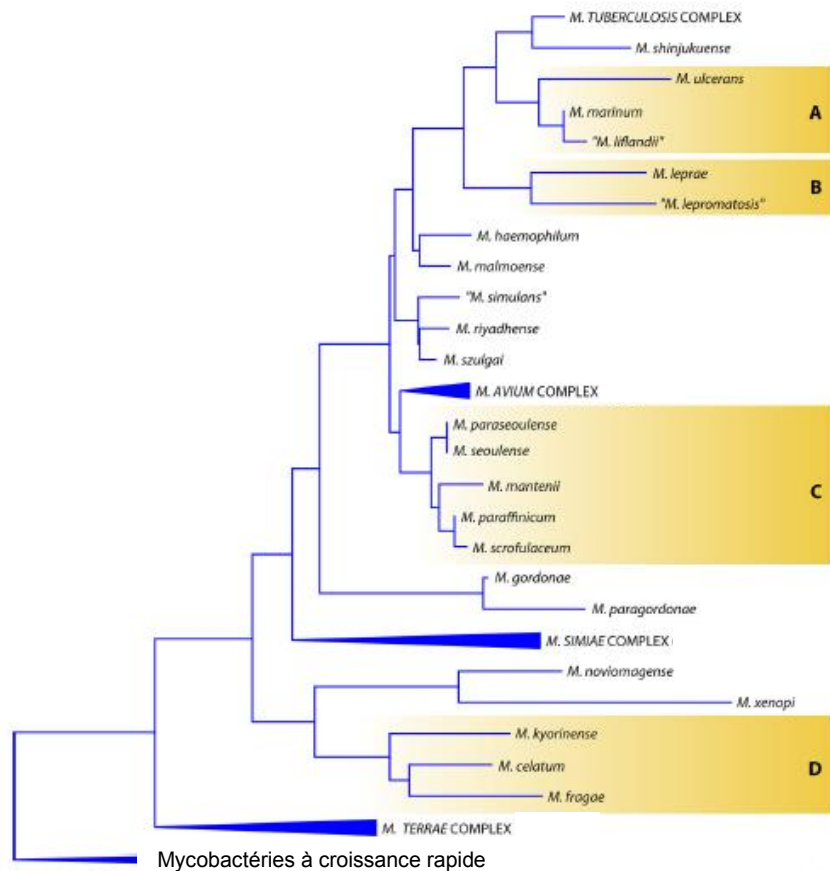 M. TUBERCULOSIS COMPLEX
M. shinjukuense
M. ulcerans
M. marinum
A
"M. liflandii"
M. leprae
B
"M. lepromatosis"
M. haemophilum
M. malmoense
"M. simulans"
M. riyadhense
M. szulgai
M. AVIUM COMPLEX
M. paraseoulense
M. seoulense
M. mantenii
C
M. paraffinicum
M. scrofulaceum
M. gordonae
M. paragordonae
M. SIMIAE COMPLEX
M. noviomagense
M. xenopi
M. kyorinense
M. celatum
D
M. fragae
M. TERRAE COMPLEX
Mycobactéries à croissance rapide